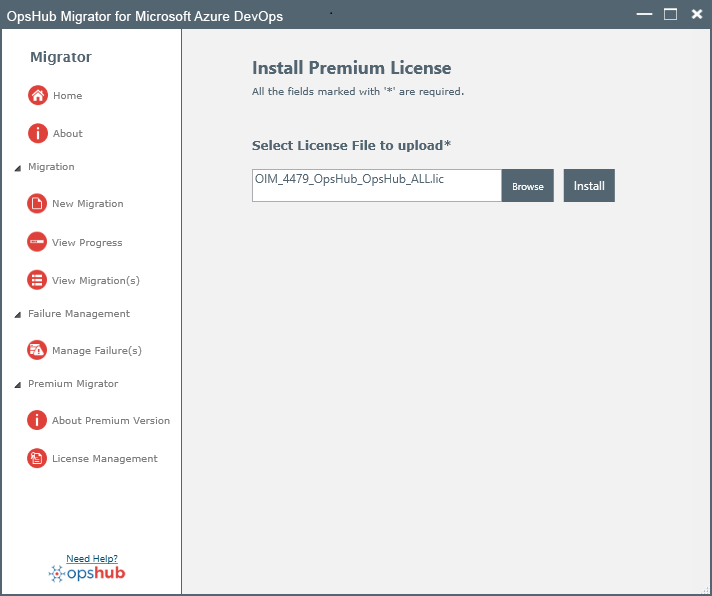 OpsHub Migrator for Microsoft Azure DevOps
Migrator
Home
About
Migration
New Migration
View Progress
View Migration(s)
Failure Management
Manage Failure(s)
Premium Migrator
About Premium Version
License Management
Need Help?
opshub
Install Premium License
All the fields marked with '*' are required.
Select License File to upload*
OIM_4479_OpsHub_OpsHub_ALL.lic
Browse
Install